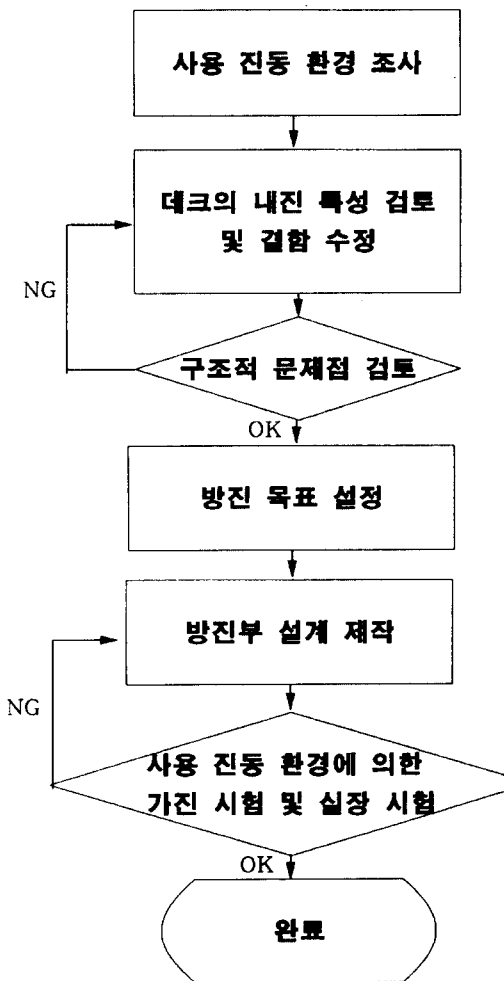 사용 진동 환경 조사
데크의 내진 특성 검토
및 결함 수정
NG
구조적 문제점 검토
OK
방진 목표 설정
방진부 설계 제작
NG
사용 진동 환경에 의한
가진 시험 및 실장 시험
OK
완료